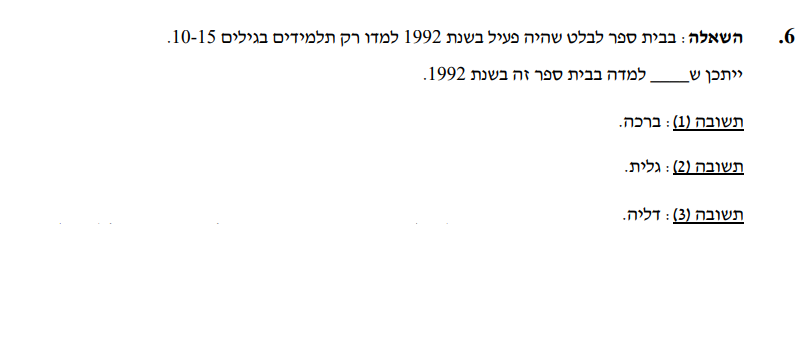 6. השאלה: בבית ספר לבלט שהיה פעיל בשנת 1992 למדו רק תלמידים בגילים 10-15.
ייתכן ש____ למדה בבית ספר זה בשנת 1992.
תשובה (1): ברכה.
תשובה (2): גלית.
תשובה (3): דליה.